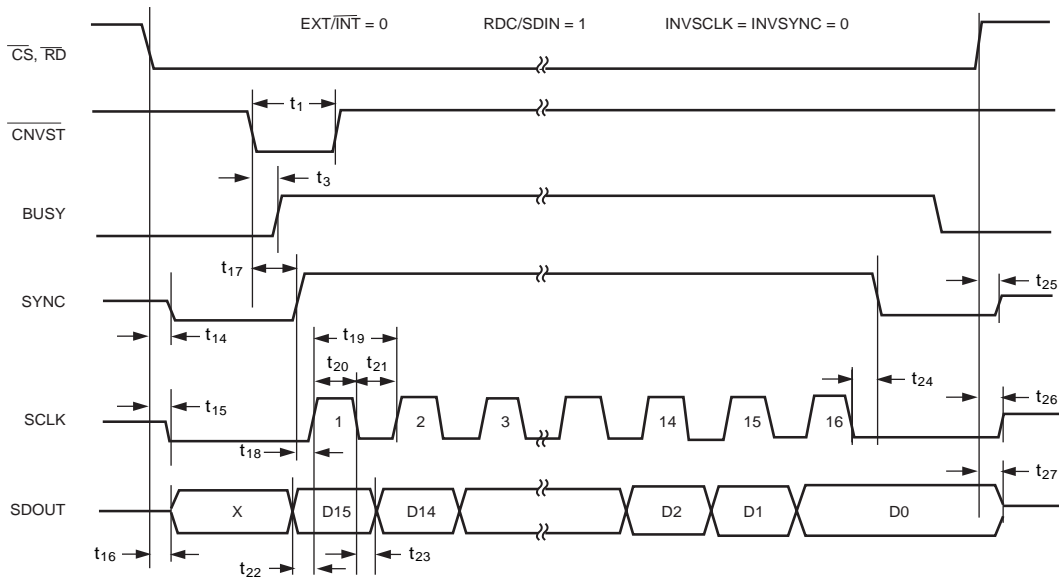 EXT/INT = 0 RDC/SDIN = 1 INVSCLK = INVSYNC = 0
CS, RD
t1
CNVST
t3
BUSY
t17
SYNC
t25
t14
t19
t20 t21
t24
t15
t26
SCLK
1 2 3 14 15 16
t18
t27
SDOUT
X D15 D14 D2 D1 D0
t16
t22
t23